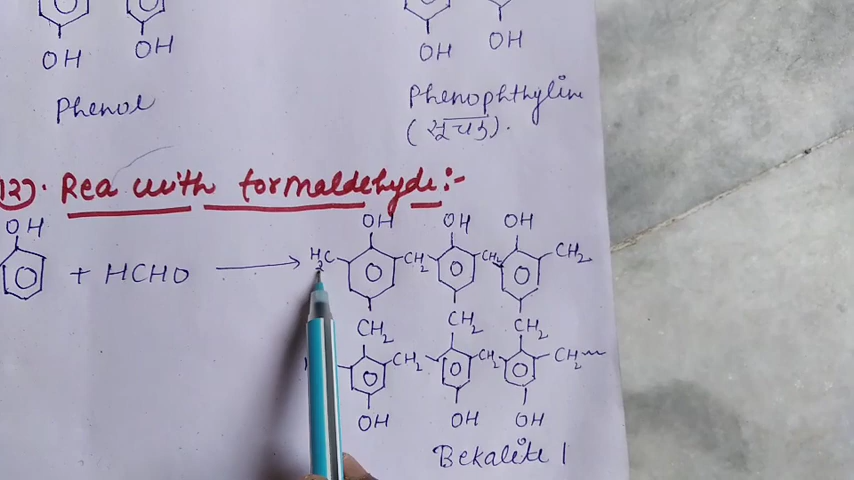 OH OH OH OH
Phenol Phenophthyline
(सूचक).
12). Rea with formaldehyde:-
OH OH OH OH
H2C CH2 CH2 CH2
+ HCHO
CH2 CH2 CH2
CH2 CH2 CH2
OH OH OH
Bekalite |